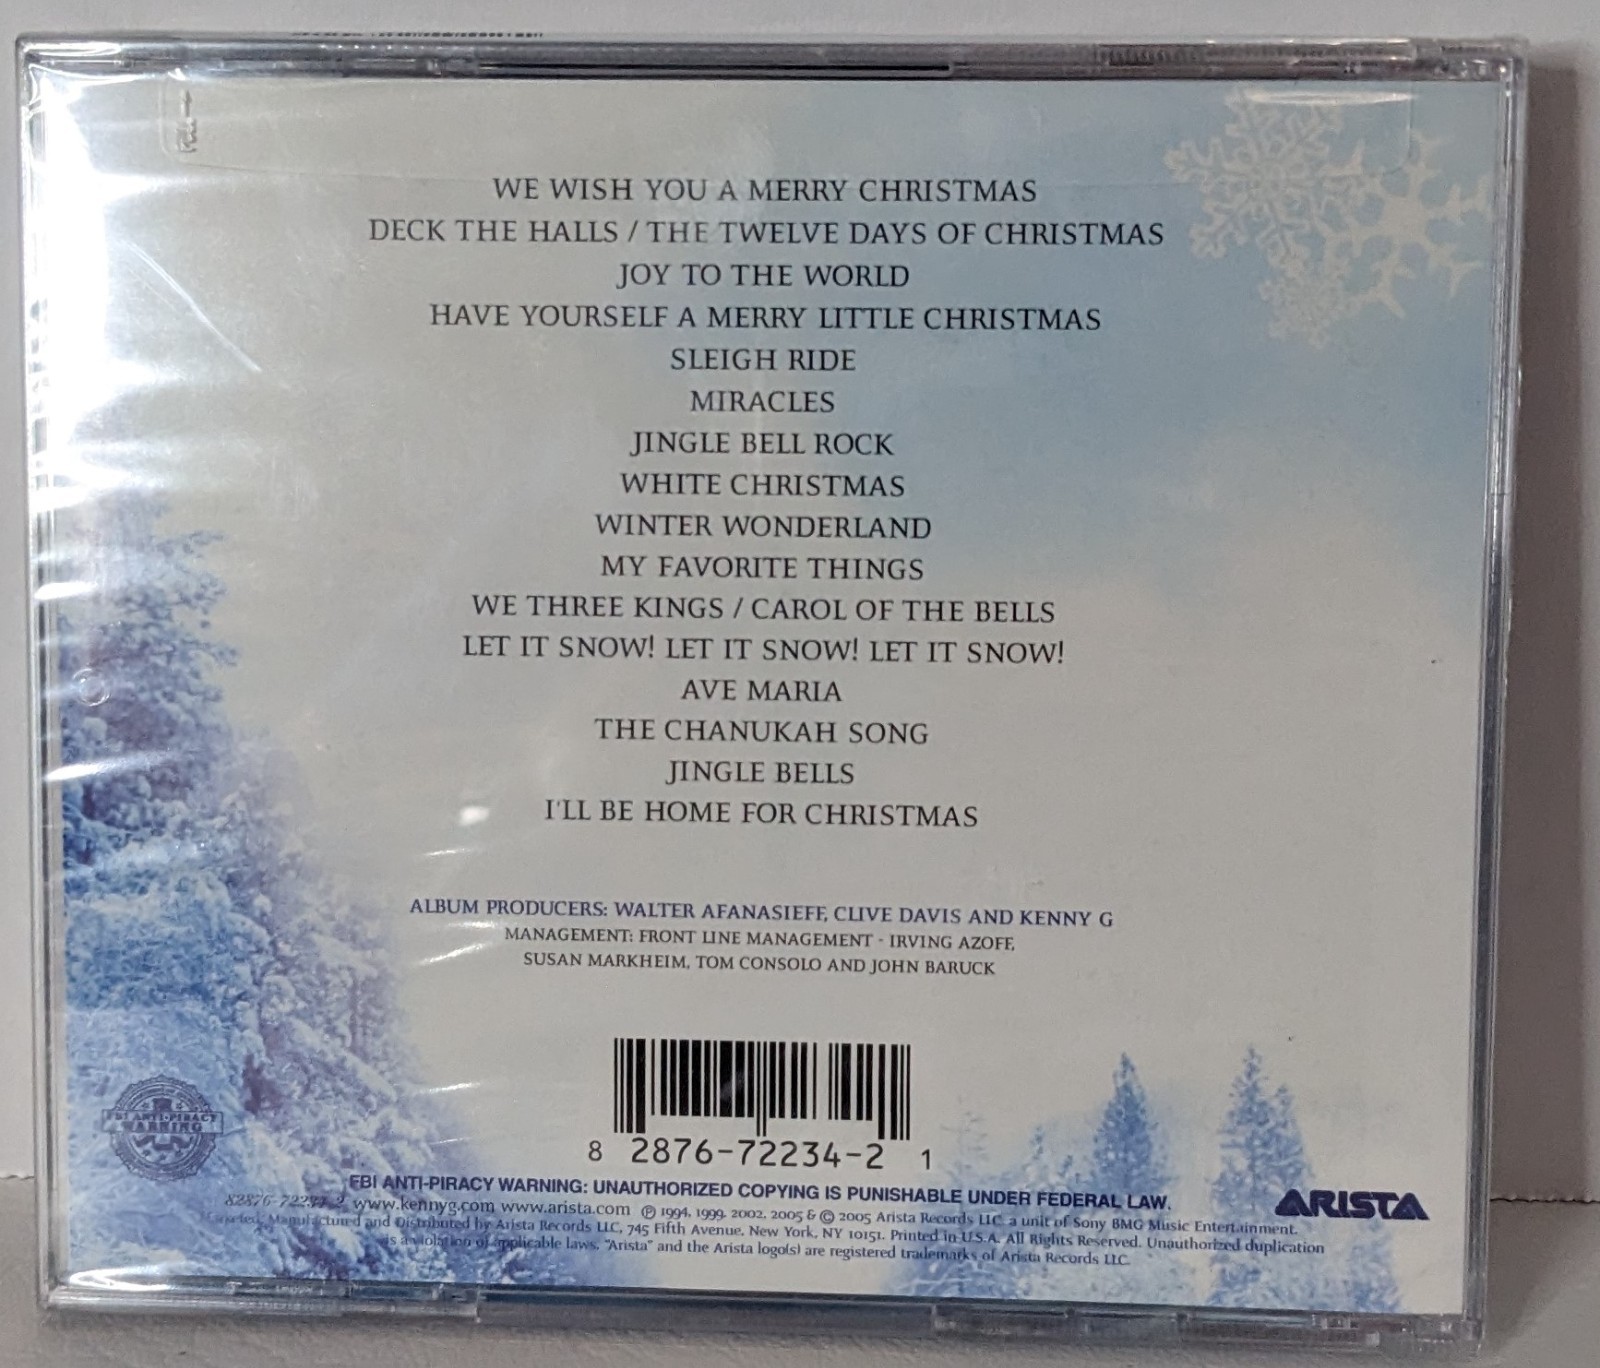 WE WISH YOU A MERRY CHRISTMAS
DECK THE HALLS / THE TWELVE DAYS OF CHRISTMAS
JOY TO THE WORLD
HAVE YOURSELF A MERRY LITTLE CHRISTMAS
SLEIGH RIDE
MIRACLES
JINGLE BELL ROCK
WHITE CHRISTMAS
WINTER WONDERLAND
MY FAVORITE THINGS
WE THREE KINGS / CAROL OF THE BELLS
LET IT SNOW! LET IT SNOW! LET IT SNOW!
AVE MARIA
THE CHANUKAH SONG
JINGLE BELLS
I'LL BE HOME FOR CHRISTMAS
ALBUM PRODUCERS: WALTER AFANASIEFF, CLIVE DAVIS AND KENNY G
MANAGEMENT: FRONT LINE MANAGEMENT - IRVING AZOFF,
SUSAN MARKHEIM, TOM CONSOLO AND JOHN BARUCK
FBI ANTI-PIRACY
WARNING
8 2876-72234-2 1
FBI ANTI-PIRACY WARNING: UNAUTHORIZED COPYING IS PUNISHABLE UNDER FEDERAL LAW.
ARISTA
82876-72234-2 www.kennyg.com www.arista.com ℗ 1994, 1999, 2002, 2005 & © 2005 Arista Records LLC, a unit of Sony BMG Music Entertainment.
Marketed, Manufactured and Distributed by Arista Records LLC, 745 Fifth Avenue, New York, NY 10151. Printed in U.S.A. All Rights Reserved. Unauthorized duplication
is a violation of applicable laws. "Arista" and the Arista logo(s) are registered trademarks of Arista Records LLC.